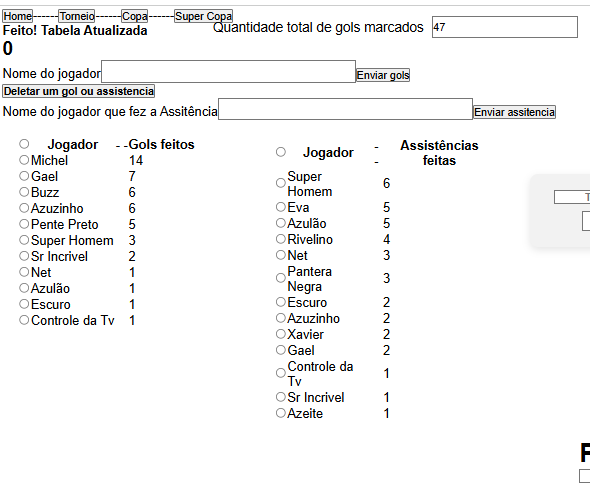 Home------Torneio------Copa------Super Copa
Feito! Tabela Atualizada
Quantidade total de gols marcados 47
0
Nome do jogador Enviar gols
Deletar um gol ou assistencia
Nome do jogador que fez a Assitência Enviar assitencia
Jogador - -Gols feitos
Michel 14
Gael 7
Buzz 6
Azuzinho 6
Pente Preto 5
Super Homem 3
Sr Incrivel 2
Net 1
Azulão 1
Escuro 1
Controle da Tv 1
Jogador - - Assistências feitas
Super Homem 6
Eva 5
Azulão 5
Rivelino 4
Net 3
Pantera Negra 3
Escuro 2
Azuzinho 2
Xavier 2
Gael 2
Controle da Tv 1
Sr Incrivel 1
Azeite 1